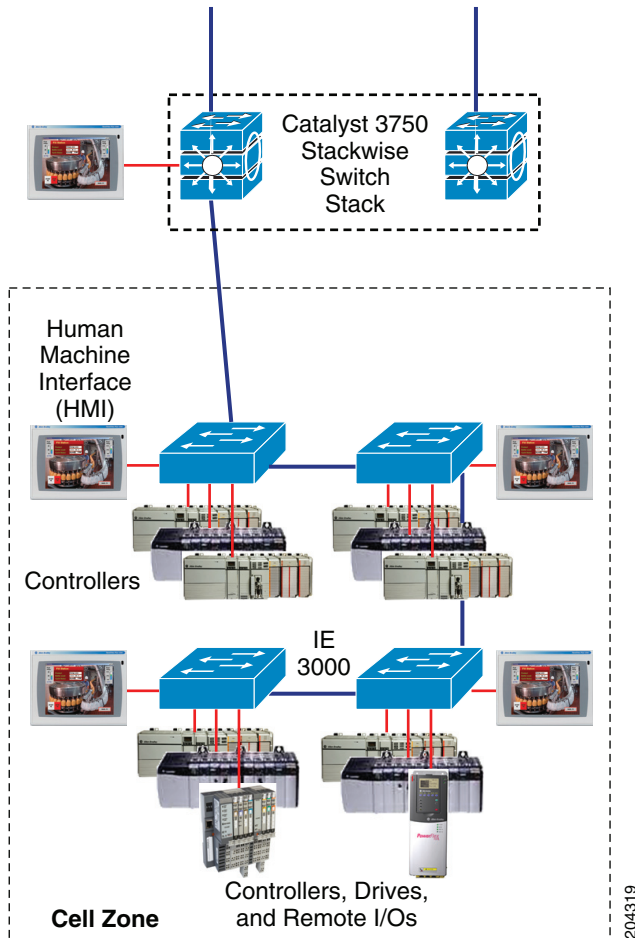 Catalyst 3750
Stackwise
Switch
Stack
Human
Machine
Interface
(HMI)
Controllers
IE
3000
PowerFlex
Controllers, Drives,
and Remote I/Os
Cell Zone
204319